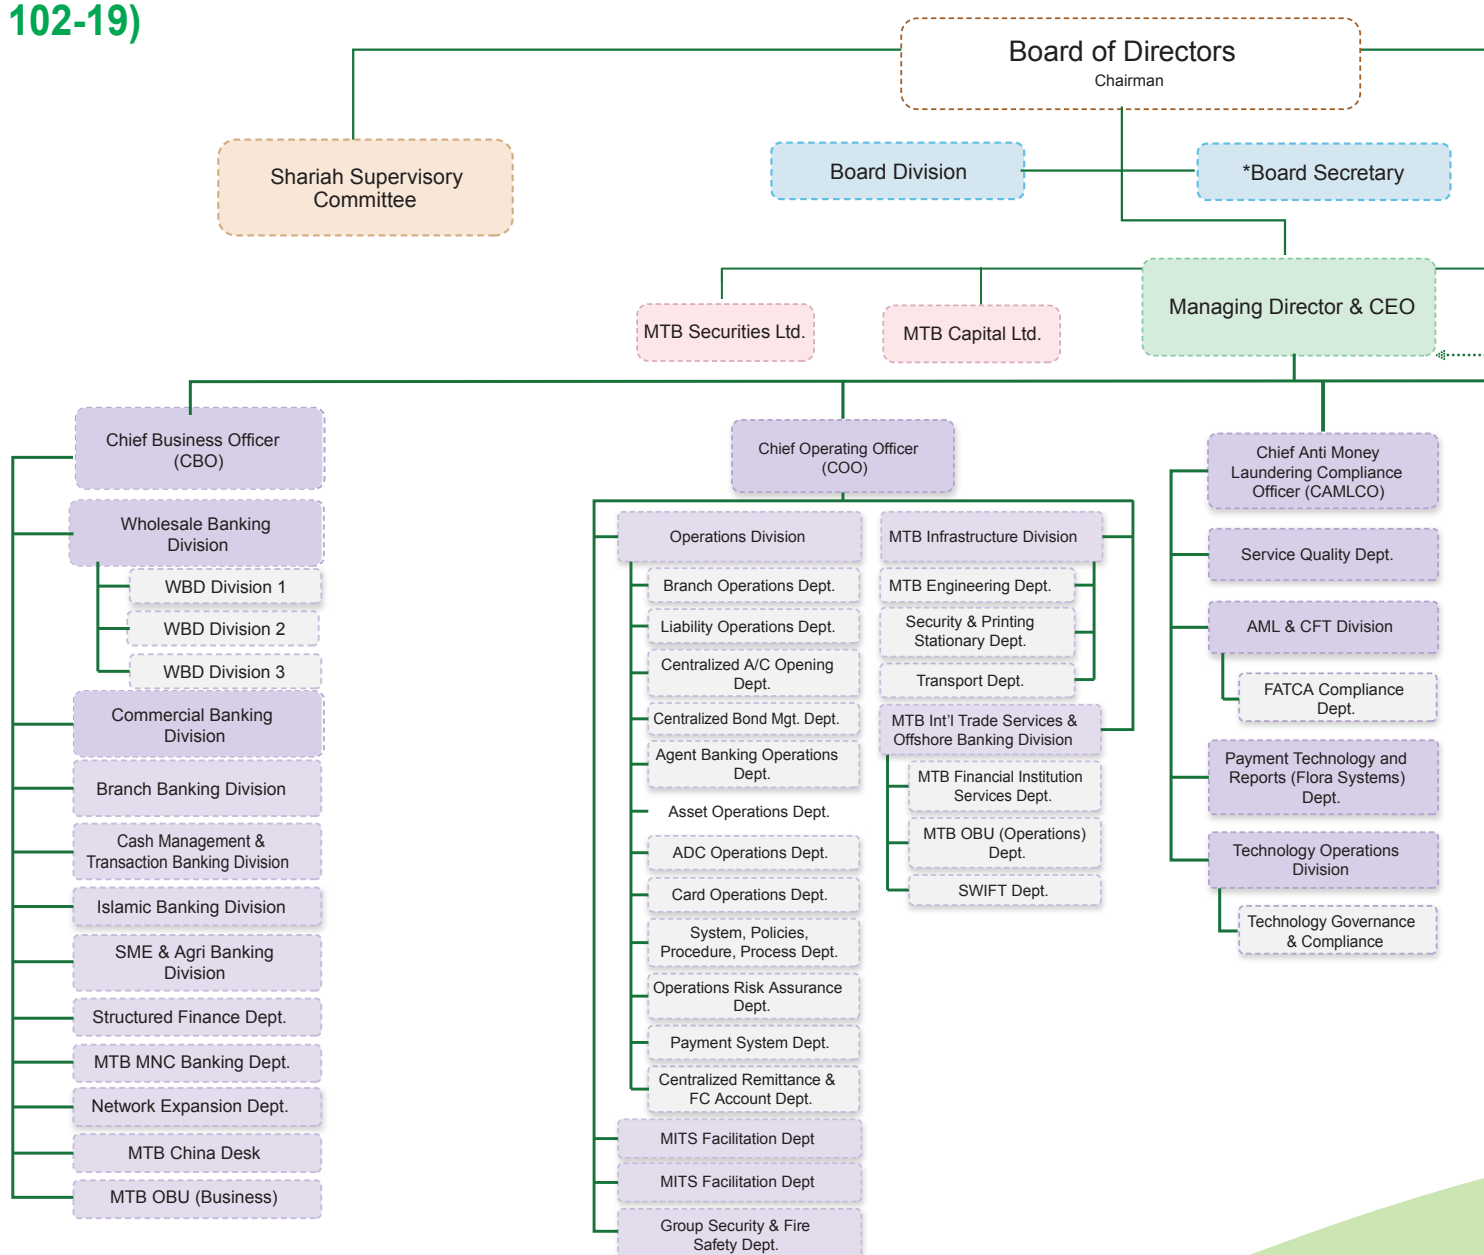 102-19)
Board of Directors
Chairman
Shariah Supervisory
Committee
Board Division
*Board Secretary
Managing Director & CEO
MTB Securities Ltd.
MTB Capital Ltd.
Chief Business Officer
(CBO)
Wholesale Banking
Division
WBD Division 1
WBD Division 2
WBD Division 3
Commercial Banking
Division
Branch Banking Division
Cash Management &
Transaction Banking Division
Islamic Banking Division
SME & Agri Banking
Division
Structured Finance Dept.
MTB MNC Banking Dept.
Network Expansion Dept.
MTB China Desk
MTB OBU (Business)
Chief Operating Officer
(COO)
Operations Division
Branch Operations Dept.
Liability Operations Dept.
Centralized A/C Opening
Dept.
Centralized Bond Mgt. Dept.
Agent Banking Operations
Dept.
Asset Operations Dept.
ADC Operations Dept.
Card Operations Dept.
System, Policies,
Procedure, Process Dept.
Operations Risk Assurance
Dept.
Payment System Dept.
Centralized Remittance &
FC Account Dept.
MITS Facilitation Dept
MITS Facilitation Dept
Group Security & Fire
Safety Dept.
MTB Infrastructure Division
MTB Engineering Dept.
Security & Printing
Stationary Dept.
Transport Dept.
MTB Int'l Trade Services &
Offshore Banking Division
MTB Financial Institution
Services Dept.
MTB OBU (Operations)
Dept.
SWIFT Dept.
Chief Anti Money
Laundering Compliance
Officer (CAMLCO)
Service Quality Dept.
AML & CFT Division
FATCA Compliance
Dept.
Payment Technology and
Reports (Flora Systems)
Dept.
Technology Operations
Division
Technology Governance
& Compliance